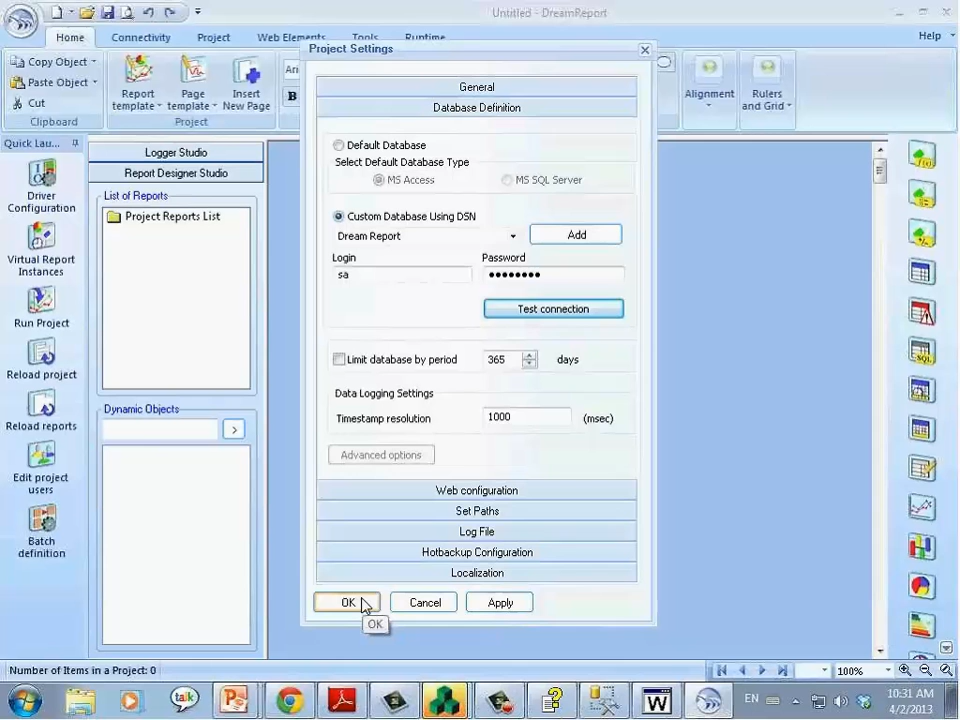 Untitled - DreamReport
Home
Connectivity
Project
Web Elements
Tools
Runtime
Help
Copy Object
Paste Object
Cut
Clipboard
Report template
Page template
Insert New Page
Project
Ari
B
Alignment
Rulers and Grid
Quick Lau...
Driver Configuration
Virtual Report Instances
Run Project
Reload project
Reload reports
Edit project users
Batch definition
Logger Studio
Report Designer Studio
List of Reports
Project Reports List
Dynamic Objects
>
Project Settings
General
Database Definition
Default Database
Select Default Database Type
MS Access
MS SQL Server
Custom Database Using DSN
Dream Report
Add
Login
Password
sa
●●●●●●●●
Test connection
Limit database by period
365
days
Data Logging Settings
Timestamp resolution
1000
(msec)
Advanced options
Web configuration
Set Paths
Log File
Hotbackup Configuration
Localization
OK
Cancel
Apply
OK
SQL
Number of Items in a Project: 0
100%
talk
W
EN
10:31 AM
4/2/2013